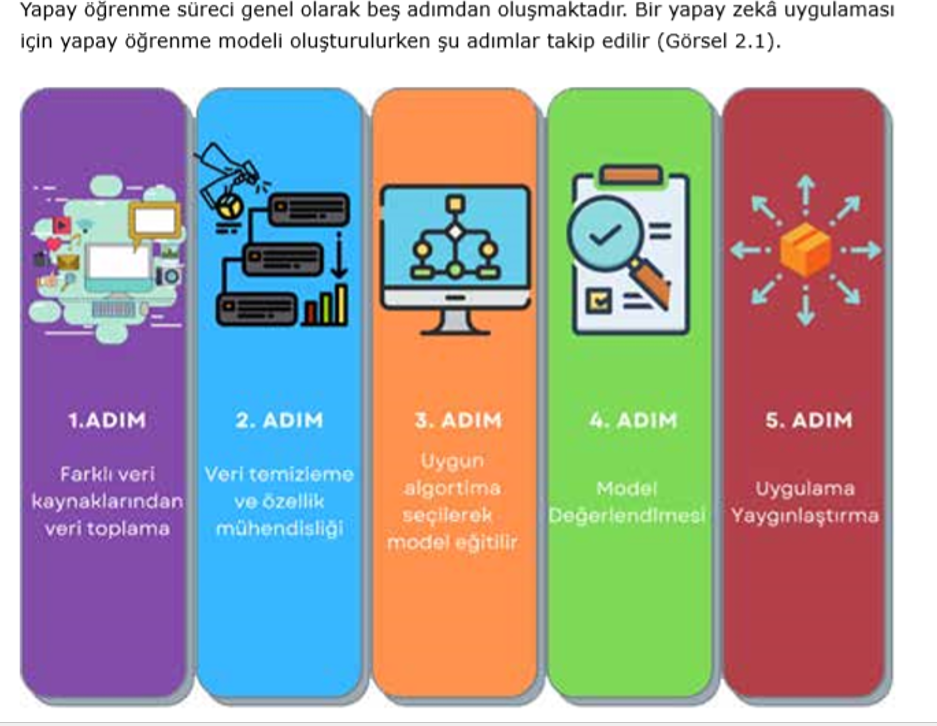 Yapay öğrenme süreci genel olarak beş adımdan oluşmaktadır. Bir yapay zekâ uygulaması
için yapay öğrenme modeli oluşturulurken şu adımlar takip edilir (Görsel 2.1).
1.ADIM
Farklı veri
kaynaklarından
veri toplama
2. ADIM
Veri temizleme
ve özellik
mühendisliği
3. ADIM
Uygun
algortima
seçilerek
model eğitilir
4. ADIM
Model
Değerlendlmesi
5. ADIM
Uygulama
Yaygınlaştırma